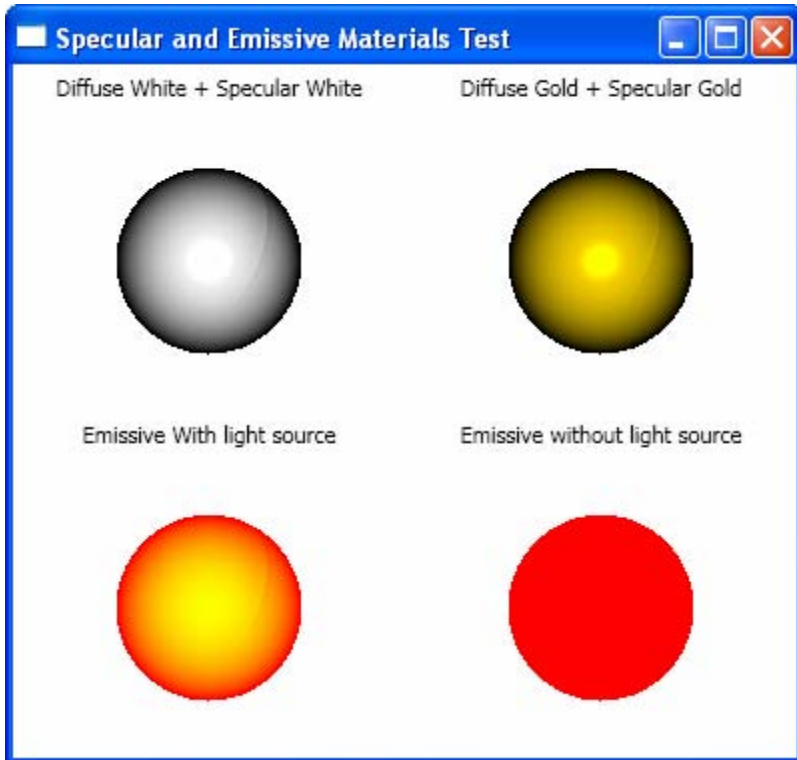 Specular and Emissive Materials Test
Diffuse White + Specular White
Diffuse Gold + Specular Gold
Emissive With light source
Emissive without light source